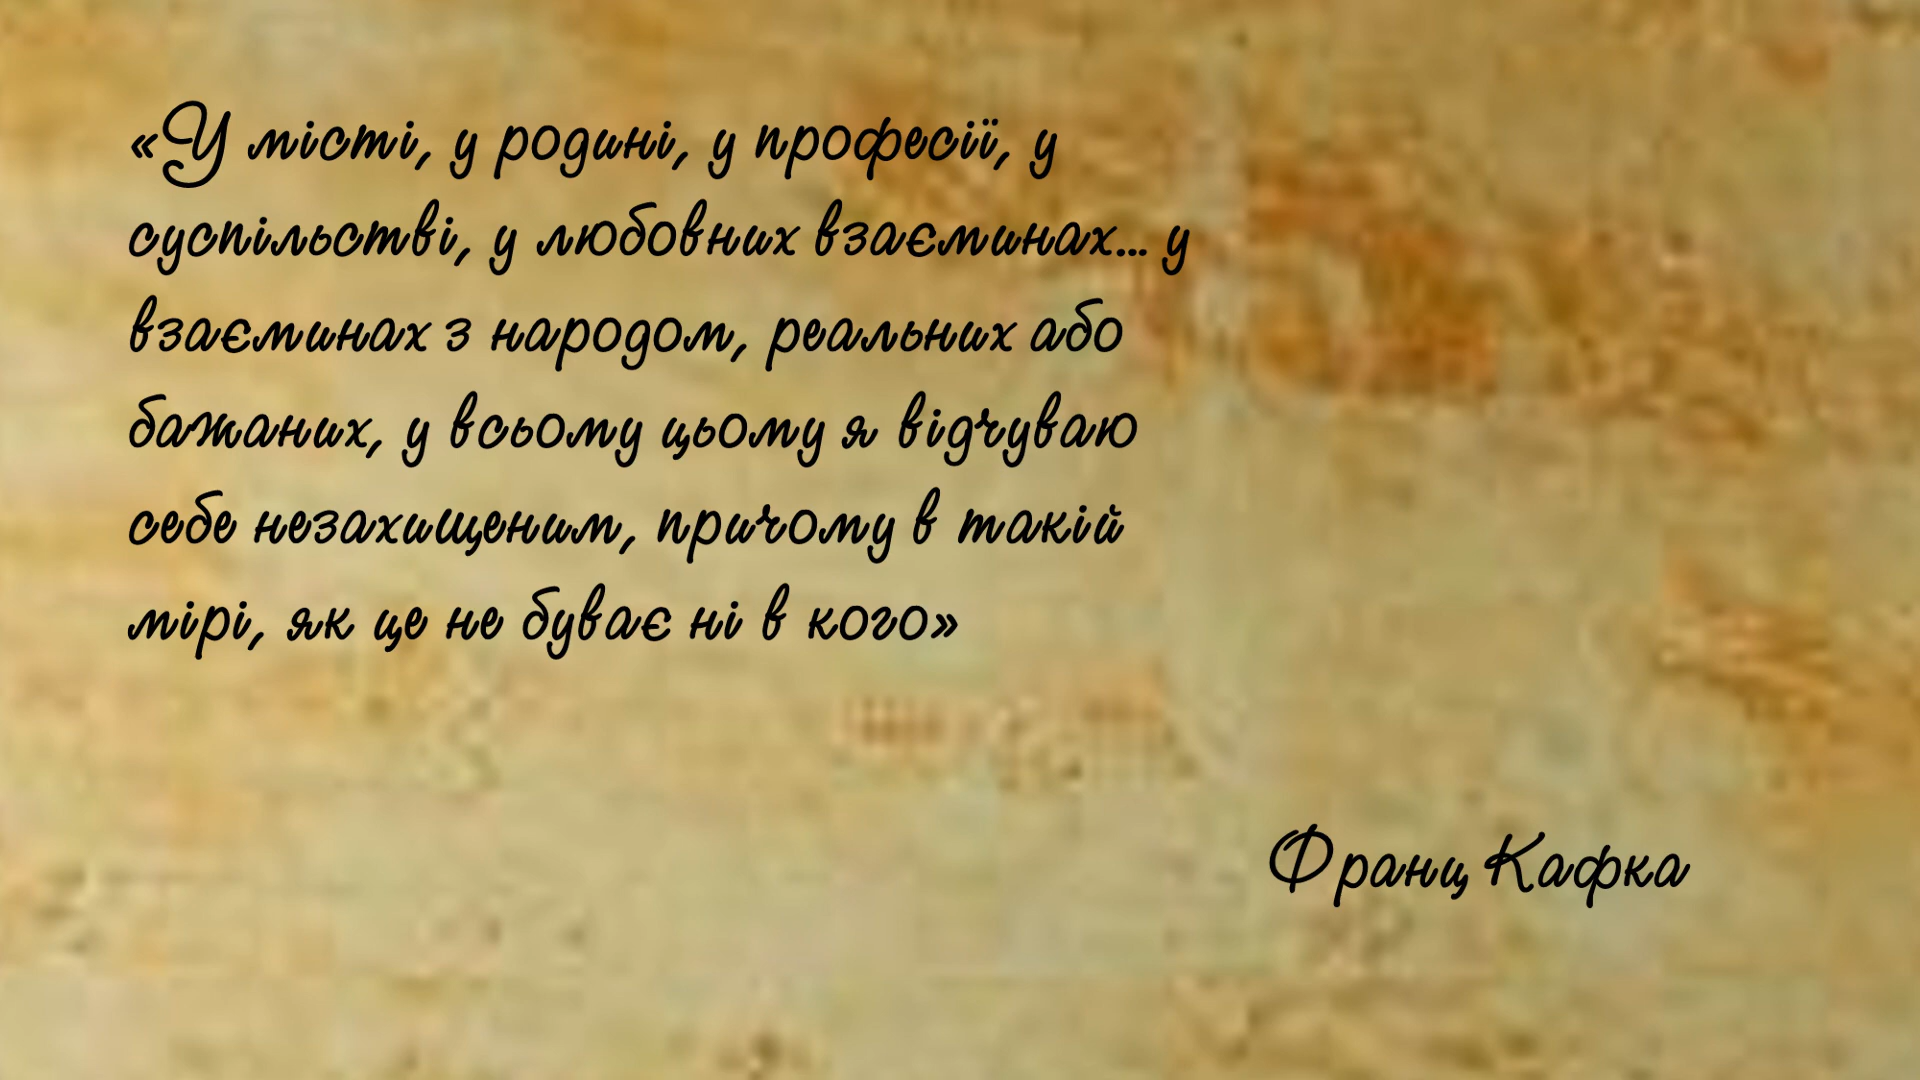 «У місті, у родині, у професії, у
суспільстві, у любовних взаєминах... у
взаєминах з народом, реальних або
бажаних, у всьому цьому я відчуваю
себе незахищеним, причому в такій
мірі, як це не буває ні в кого»
Франц Кафка